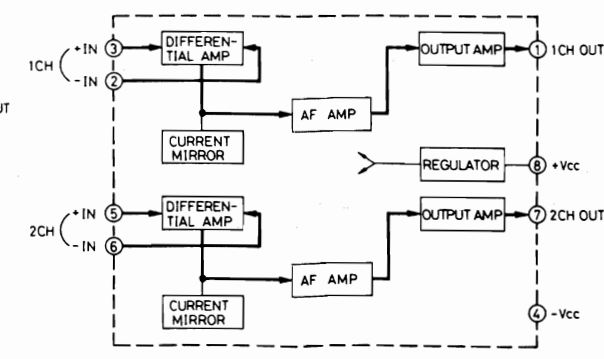 +IN 3 DIFFEREN-
TIAL AMP
OUTPUT AMP 1 1CH OUT
1CH
-IN 2
UT
AF AMP
CURRENT
MIRROR
REGULATOR 8 +Vcc
+IN 5 DIFFEREN-
TIAL AMP
OUTPUT AMP 7 2CH OUT
2CH
-IN 6
AF AMP
CURRENT
MIRROR
4 -Vcc